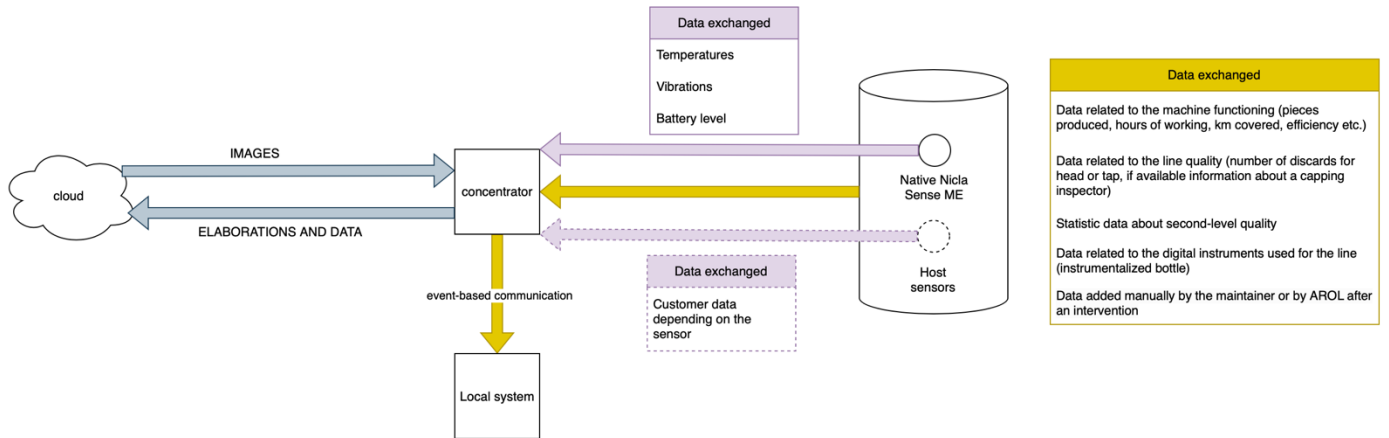 Data exchanged
Temperatures
Vibrations
Battery level
IMAGES
cloud
concentrator
ELABORATIONS AND DATA
Native Nicla
Sense ME
Host
sensors
Data exchanged
Customer data
depending on the
sensor
event-based communication
Local system
Data exchanged
Data related to the machine functioning (pieces
produced, hours of working, km covered, efficiency etc.)
Data related to the line quality (number of discards for
head or tap, if available information about a capping
inspector)
Statistic data about second-level quality
Data related to the digital instruments used for the line
(instrumentalized bottle)
Data added manually by the maintainer or by AROL after
an intervention